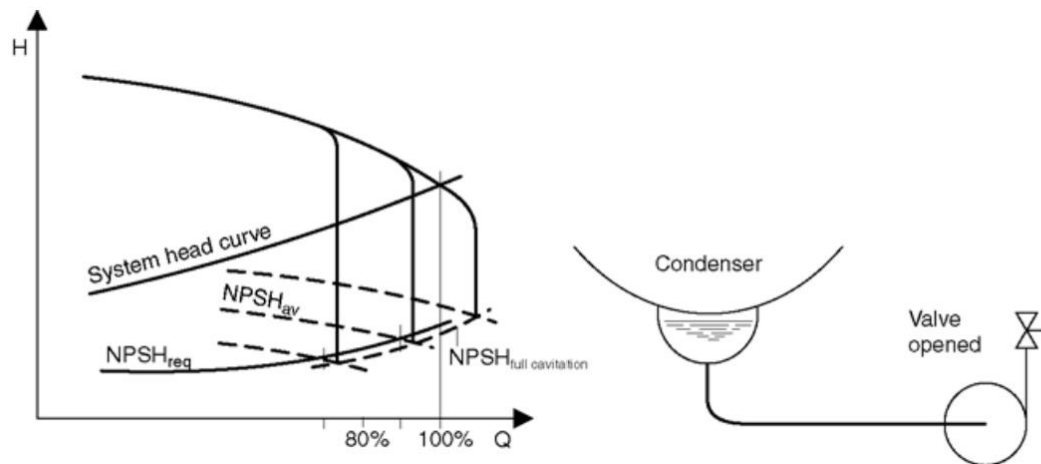 H
System head curve
NPSHav
NPSHreq
NPSHfull cavitation
80%
100%
Q
Condenser
Valve
opened